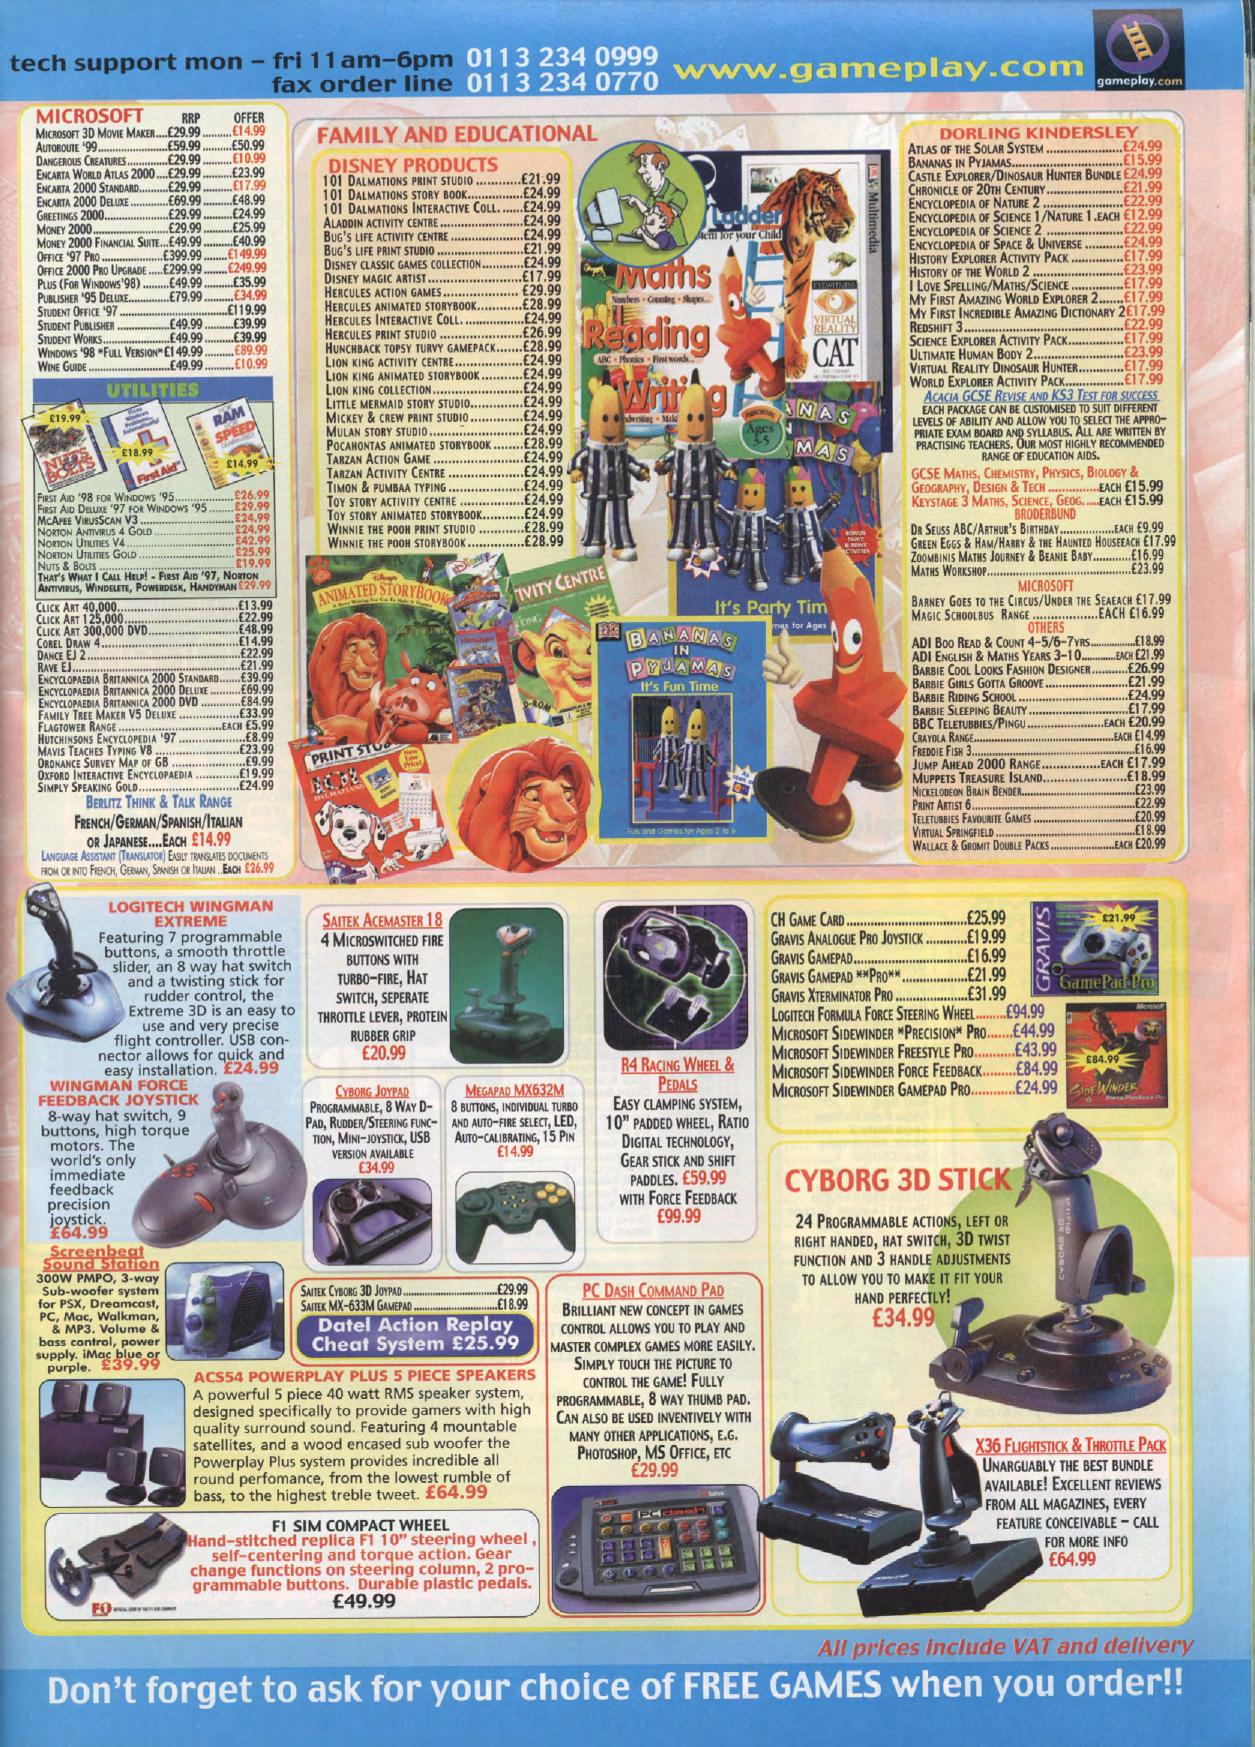 tech support mon – fri 11am–6pm 0113 234 0999
fax order line 0113 234 0770
www.gameplay.com
gameplay.com
MICROSOFT RRP OFFER
MICROSOFT 3D MOVIE MAKER....£29.99 .........£14.99
AUTOROUTE '99....................£59.99 .......£50.99
DANGEROUS CREATURES..............£29.99 ........£10.99
ENCARTA WORLD ATLAS 2000 ....£29.99 .......£23.99
ENCARTA 2000 STANDARD........£29.99 .......£17.99
ENCARTA 2000 DELUXE ...........£69.99 .......£48.99
GREETINGS 2000....................£29.99 .......£24.99
MONEY 2000.........................£29.99 .......£25.99
MONEY 2000 FINANCIAL SUITE...£49.99 .......£40.99
OFFICE '97 PRO ..................£399.99 .....£149.99
OFFICE 2000 PRO UPGRADE ....£299.99 .....£249.99
PLUS (FOR WINDOWS'98) ........£49.99 .......£35.99
PUBLISHER '95 DELUXE............£79.99 .......£34.99
STUDENT OFFICE '97 ............................£119.99
STUDENT PUBLISHER ..............£49.99 .......£39.99
STUDENT WORKS....................£49.99 .......£39.99
WINDOWS '98 *FULL VERSION*£149.99 .......£89.99
WINE GUIDE ........................£49.99 .......£10.99
UTILITIES
£19.99
NUTS & BOLTS
£18.99
First Aid
RAM SPEED
£14.99
FIRST AID '98 FOR WINDOWS '95 ...............£26.99
FIRST AID DELUXE '97 FOR WINDOWS '95 ......£29.99
MCAFEE VIRUSSCAN V3 ..........................£24.99
NORTON ANTIVIRUS 4 GOLD .....................£24.99
NORTON UTILITIES V4 ............................£42.99
NORTON UTILITIES GOLD .........................£25.99
NUTS & BOLTS ....................................£19.99
THAT'S WHAT I CALL HELP! - FIRST AID '97, NORTON
ANTIVIRUS, WINDELETE, POWERDESK, HANDYMAN £29.99
CLICK ART 40,000................................£13.99
CLICK ART 125,000..............................£22.99
CLICK ART 300,000 DVD........................£48.99
COREL DRAW 4 ...................................£14.99
DANCE EJ 2.......................................£22.99
RAVE EJ...........................................£21.99
ENCYCLOPAEDIA BRITANNICA 2000 STANDARD.....£39.99
ENCYCLOPAEDIA BRITANNICA 2000 DELUXE ........£69.99
ENCYCLOPAEDIA BRITANNICA 2000 DVD ............£84.99
FAMILY TREE MAKER V5 DELUXE ...................£33.99
FLAGTOWER RANGE ...........................EACH £5.99
HUTCHINSONS ENCYCLOPEDIA '97 ....................£8.99
MAVIS TEACHES TYPING V8 .......................£23.99
ORDNANCE SURVEY MAP OF GB .....................£9.99
OXFORD INTERACTIVE ENCYCLOPAEDIA ..............£19.99
SIMPLY SPEAKING GOLD...........................£24.99
BERLITZ THINK & TALK RANGE
FRENCH/GERMAN/SPANISH/ITALIAN
OR JAPANESE....EACH £14.99
LANGUAGE ASSISTANT (TRANSLATOR) EASILY TRANSLATES DOCUMENTS
FROM OR INTO FRENCH, GERMAN, SPANISH OR ITALIAN ..EACH £26.99
FAMILY AND EDUCATIONAL
DISNEY PRODUCTS
101 DALMATIONS PRINT STUDIO ...........£21.99
101 DALMATIONS STORY BOOK..............£24.99
101 DALMATIONS INTERACTIVE COLL. ......£24.99
ALADDIN ACTIVITY CENTRE ..................£24.99
BUG'S LIFE ACTIVITY CENTRE ...............£24.99
BUG'S LIFE PRINT STUDIO ..................£21.99
DISNEY CLASSIC GAMES COLLECTION........£24.99
DISNEY MAGIC ARTIST .......................£17.99
HERCULES ACTION GAMES ....................£29.99
HERCULES ANIMATED STORYBOOK.............£28.99
HERCULES INTERACTIVE COLL. ..............£24.99
HERCULES PRINT STUDIO ....................£26.99
HUNCHBACK TOPSY TURVY GAMEPACK.......£28.99
LION KING ACTIVITY CENTRE ................£24.99
LION KING ANIMATED STORYBOOK ..........£24.99
LION KING COLLECTION......................£24.99
LITTLE MERMAID STORY STUDIO ............£24.99
MICKEY & CREW PRINT STUDIO .............£24.99
MULAN STORY STUDIO.......................£24.99
POCAHONTAS ANIMATED STORYBOOK ........£28.99
TARZAN ACTION GAME ......................£24.99
TARZAN ACTIVITY CENTRE ...................£24.99
TIMON & PUMBAA TYPING ...................£24.99
TOY STORY ACTIVITY CENTRE ................£24.99
TOY STORY ANIMATED STORYBOOK..........£24.99
WINNIE THE POOH PRINT STUDIO ...........£28.99
WINNIE THE POOH STORYBOOK ..............£28.99
Ladder
Maths
Numbers - Counting - Shapes...
Reading
ABC - Phonics - First words...
Writing
Ages 3-5
Multimedia
EYEWITNESS
VIRTUAL REALITY
CAT
It's Party Time
BANANAS
IN
PYJAMAS
It's Fun Time
Fun and Games for Ages 2 to 6
Disney's
ANIMATED STORYBOOK
ACTIVITY CENTRE
CD-ROM
PRINT STUDIO
101 DALMATIANS
New Low Price!
DORLING KINDERSLEY
ATLAS OF THE SOLAR SYSTEM ...................£24.99
BANANAS IN PYJAMAS ..........................£15.99
CASTLE EXPLORER/DINOSAUR HUNTER BUNDLE £24.99
CHRONICLE OF 20TH CENTURY..................£21.99
ENCYCLOPEDIA OF NATURE 2 ...................£22.99
ENCYCLOPEDIA OF SCIENCE 1/NATURE 1.EACH £12.99
ENCYCLOPEDIA OF SCIENCE 2 ..................£22.99
ENCYCLOPEDIA OF SPACE & UNIVERSE ........£24.99
HISTORY EXPLORER ACTIVITY PACK .............£17.99
HISTORY OF THE WORLD 2 .....................£23.99
I LOVE SPELLING/MATHS/SCIENCE .............£17.99
MY FIRST AMAZING WORLD EXPLORER 2......£17.99
MY FIRST INCREDIBLE AMAZING DICTIONARY 2£17.99
REDSHIFT 3......................................£22.99
SCIENCE EXPLORER ACTIVITY PACK.............£17.99
ULTIMATE HUMAN BODY 2.....................£23.99
VIRTUAL REALITY DINOSAUR HUNTER..........£17.99
WORLD EXPLORER ACTIVITY PACK..............£17.99
ACACIA GCSE REVISE AND KS3 TEST FOR SUCCESS
EACH PACKAGE CAN BE CUSTOMISED TO SUIT DIFFERENT
LEVELS OF ABILITY AND ALLOW YOU TO SELECT THE APPRO-
PRIATE EXAM BOARD AND SYLLABUS. ALL ARE WRITTEN BY
PRACTISING TEACHERS. OUR MOST HIGHLY RECOMMENDED
RANGE OF EDUCATION AIDS.
GCSE MATHS, CHEMISTRY, PHYSICS, BIOLOGY &
GEOGRAPHY, DESIGN & TECH ............EACH £15.99
KEYSTAGE 3 MATHS, SCIENCE, GEOG.....EACH £15.99
BRODERBUND
DR SEUSS ABC/ARTHUR'S BIRTHDAY............EACH £9.99
GREEN EGGS & HAM/HARRY & THE HAUNTED HOUSEEACH £17.99
ZOOMBINIS MATHS JOURNEY & BEANIE BABY.........£16.99
MATHS WORKSHOP...................................£23.99
MICROSOFT
BARNEY GOES TO THE CIRCUS/UNDER THE SEAEACH £17.99
MAGIC SCHOOLBUS RANGE ................EACH £16.99
OTHERS
ADI BOO READ & COUNT 4-5/6-7YRS...........£18.99
ADI ENGLISH & MATHS YEARS 3-10..........EACH £21.99
BARBIE COOL LOOKS FASHION DESIGNER .........£26.99
BARBIE GIRLS GOTTA GROOVE....................£21.99
BARBIE RIDING SCHOOL ..........................£24.99
BARBIE SLEEPING BEAUTY .........................£17.99
BBC TELETUBBIES/PINGU ....................EACH £20.99
CRAYOLA RANGE..............................EACH £14.99
FREDDIE FISH 3...................................£16.99
JUMP AHEAD 2000 RANGE..............EACH £17.99
MUPPETS TREASURE ISLAND.....................£18.99
NICKELODEON BRAIN BENDER.......................£23.99
PRINT ARTIST 6...................................£22.99
TELETUBBIES FAVOURITE GAMES ....................£20.99
VIRTUAL SPRINGFIELD .............................£18.99
WALLACE & GROMIT DOUBLE PACKS ...........EACH £20.99
LOGITECH WINGMAN
EXTREME
Featuring 7 programmable
buttons, a smooth throttle
slider, an 8 way hat switch
and a twisting stick for
rudder control, the
Extreme 3D is an easy to
use and very precise
flight controller. USB con-
nector allows for quick and
easy installation. £24.99
WINGMAN FORCE
FEEDBACK JOYSTICK
8-way hat switch, 9
buttons, high torque
motors. The
world's only
immediate
feedback
precision
joystick.
£64.99
SAITEK ACEMASTER 18
4 MICROSWITCHED FIRE
BUTTONS WITH
TURBO-FIRE, HAT
SWITCH, SEPERATE
THROTTLE LEVER, PROTEIN
RUBBER GRIP
£20.99
CYBORG JOYPAD
PROGRAMMABLE, 8 WAY D-
PAD, RUDDER/STEERING FUNC-
TION, MINI-JOYSTICK, USB
VERSION AVAILABLE
£34.99
MEGAPAD MX632M
8 BUTTONS, INDIVIDUAL TURBO
AND AUTO-FIRE SELECT, LED,
AUTO-CALIBRATING, 15 PIN
£14.99
R4 RACING WHEEL &
PEDALS
EASY CLAMPING SYSTEM,
10" PADDED WHEEL, RATIO
DIGITAL TECHNOLOGY,
GEAR STICK AND SHIFT
PADDLES. £59.99
WITH FORCE FEEDBACK
£99.99
CH GAME CARD ...............................£25.99
GRAVIS ANALOGUE PRO JOYSTICK ..........£19.99
GRAVIS GAMEPAD..............................£16.99
GRAVIS GAMEPAD **PRO** .................£21.99
GRAVIS XTERMINATOR PRO ..................£31.99
LOGITECH FORMULA FORCE STEERING WHEEL.......£94.99
MICROSOFT SIDEWINDER *PRECISION* PRO.....£44.99
MICROSOFT SIDEWINDER FREESTYLE PRO.........£43.99
MICROSOFT SIDEWINDER FORCE FEEDBACK.......£84.99
MICROSOFT SIDEWINDER GAMEPAD PRO.........£24.99
GRAVIS
£21.99
GamePad Pro
Microsoft
£84.99
SIDEWINDER
Force Feedback Pro
CYBORG 3D STICK
24 PROGRAMMABLE ACTIONS, LEFT OR
RIGHT HANDED, HAT SWITCH, 3D TWIST
FUNCTION AND 3 HANDLE ADJUSTMENTS
TO ALLOW YOU TO MAKE IT FIT YOUR
HAND PERFECTLY!
£34.99
CYBORG 3D
Screenbeat
Sound Station
300W PMPO, 3-way
Sub-woofer system
for PSX, Dreamcast,
PC, Mac, Walkman,
& MP3. Volume &
bass control, power
supply. iMac blue or
purple. £39.99
SAITEK CYBORG 3D JOYPAD..........................£29.99
SAITEK MX-633M GAMEPAD .........................£18.99
Datel Action Replay
Cheat System £25.99
ACS54 POWERPLAY PLUS 5 PIECE SPEAKERS
A powerful 5 piece 40 watt RMS speaker system,
designed specifically to provide gamers with high
quality surround sound. Featuring 4 mountable
satellites, and a wood encased sub woofer the
Powerplay Plus system provides incredible all
round perfomance, from the lowest rumble of
bass, to the highest treble tweet. £64.99
F1 SIM COMPACT WHEEL
Hand-stitched replica F1 10" steering wheel,
self-centering and torque action. Gear
change functions on steering column, 2 pro-
grammable buttons. Durable plastic pedals.
£49.99
F1
PC DASH COMMAND PAD
BRILLIANT NEW CONCEPT IN GAMES
CONTROL ALLOWS YOU TO PLAY AND
MASTER COMPLEX GAMES MORE EASILY.
SIMPLY TOUCH THE PICTURE TO
CONTROL THE GAME! FULLY
PROGRAMMABLE, 8 WAY THUMB PAD.
CAN ALSO BE USED INVENTIVELY WITH
MANY OTHER APPLICATIONS, E.G.
PHOTOSHOP, MS OFFICE, ETC
£29.99
PC dash
Saitek
X36 FLIGHTSTICK & THROTTLE PACK
UNARGUABLY THE BEST BUNDLE
AVAILABLE! EXCELLENT REVIEWS
FROM ALL MAGAZINES, EVERY
FEATURE CONCEIVABLE – CALL
FOR MORE INFO
£64.99
All prices include VAT and delivery
Don't forget to ask for your choice of FREE GAMES when you order!!